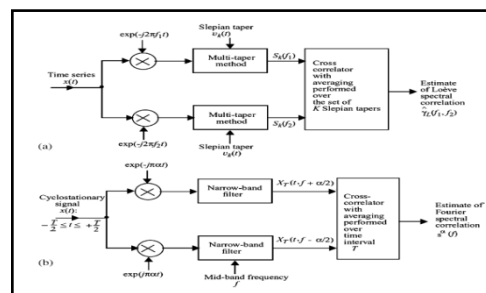 exp(-j2πf₁t)
Slepian taper
υₖ(t)
Time series
x(t)
Multi-taper
method
Sₖ(f₁)
Cross
correlator
with
averaging
performed
over
the set of
K Slepian tapers
Estimate
of Loève
spectral
correlation
γ̂L(f₁, f₂)
Multi-taper
method
Sₖ(f₂)
exp(-j2πf₂t)
Slepian taper
υₖ(t)
(a)
exp(-jπαt)
Cyclostationary
signal
x(t):
-T/2 ≤ t ≤ +T/2
Narrow-band
filter
X_T(t·f + α/2)
Cross-
correlator
with
averaging
performed
over
time
interval
T
Estimate of
Fourier
spectral
correlation
s^α (f)
Narrow-band
filter
X_T(t·f - α/2)
exp(jπαt)
Mid-band frequency
f
(b)